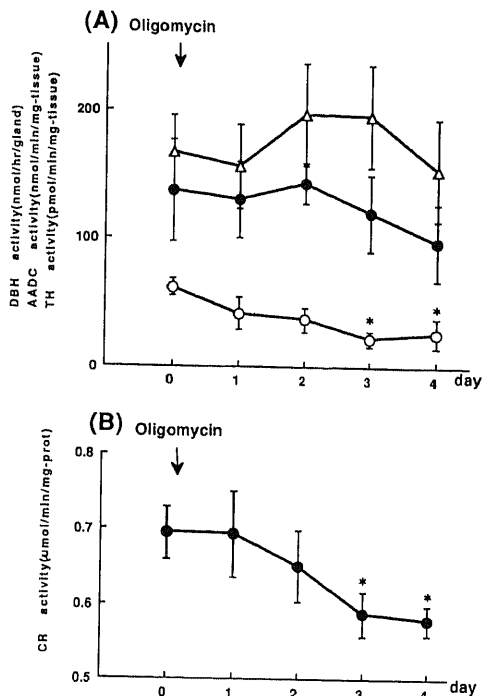 (A)
Oligomycin
DBH activity(nmol/hr/gland)
AADC activity(nmol/min/mg-tissue)
TH activity(pmol/min/mg-tissue)
200
100
0
*
*
*
0 1 2 3 4 day
(B)
Oligomycin
CR activity(μmol/min/mg-prot)
0.8
0.7
0.6
0.5
*
*
0 1 2 3 4 day